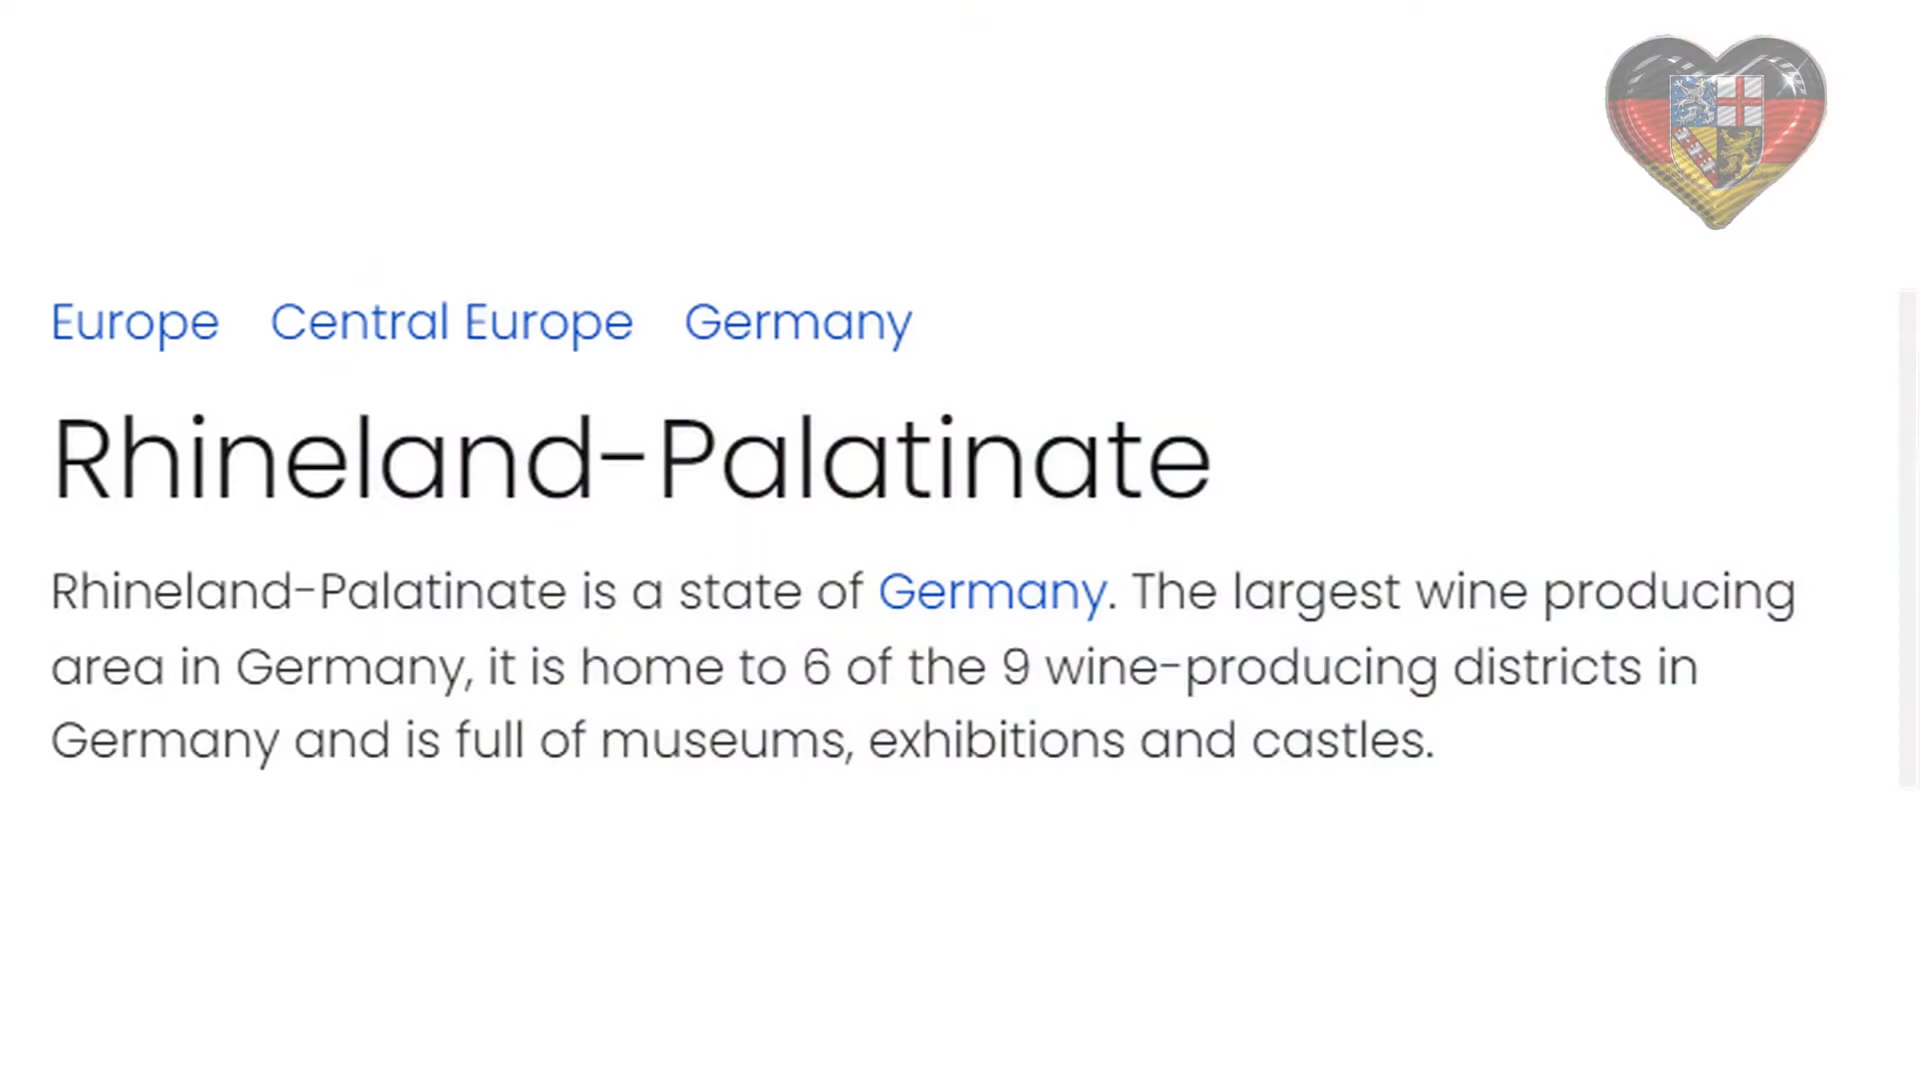 Europe Central Europe Germany
Rhineland-Palatinate
Rhineland-Palatinate is a state of Germany. The largest wine producing
area in Germany, it is home to 6 of the 9 wine-producing districts in
Germany and is full of museums, exhibitions and castles.